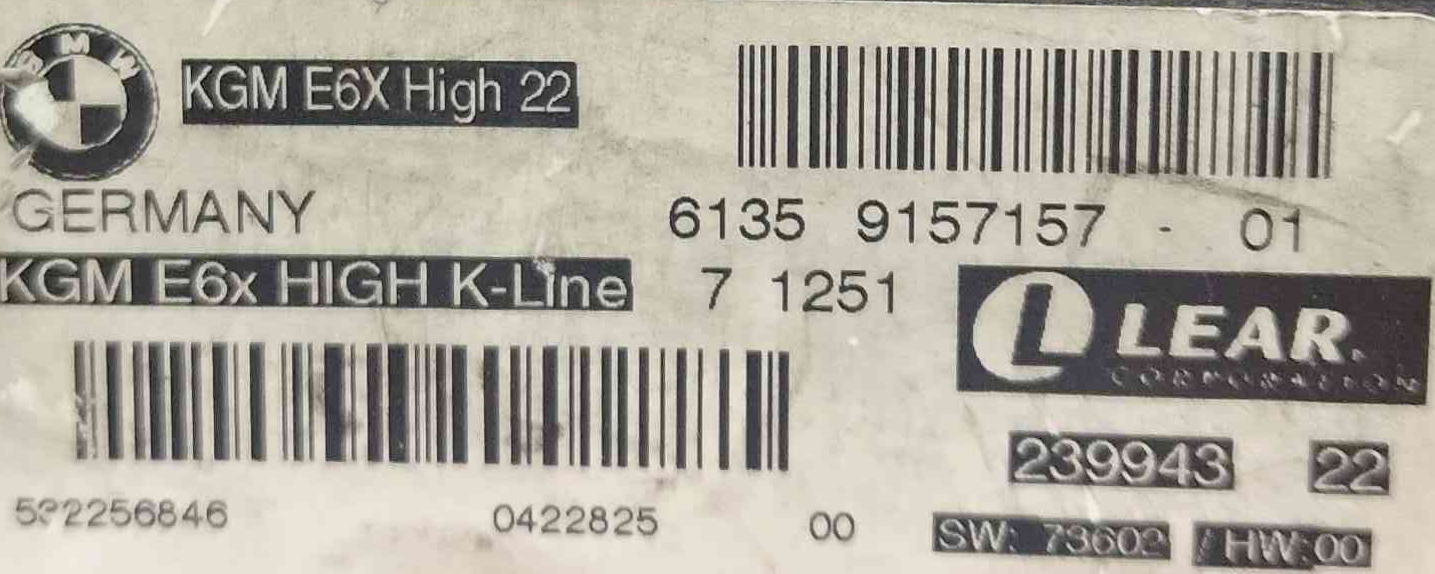 BMW
KGM E6X High 22
GERMANY
6135 9157157 - 01
KGM E6x HIGH K-Line 7 1251
LEAR.
CORPORATION
239943 22
0422825 00
HW:00